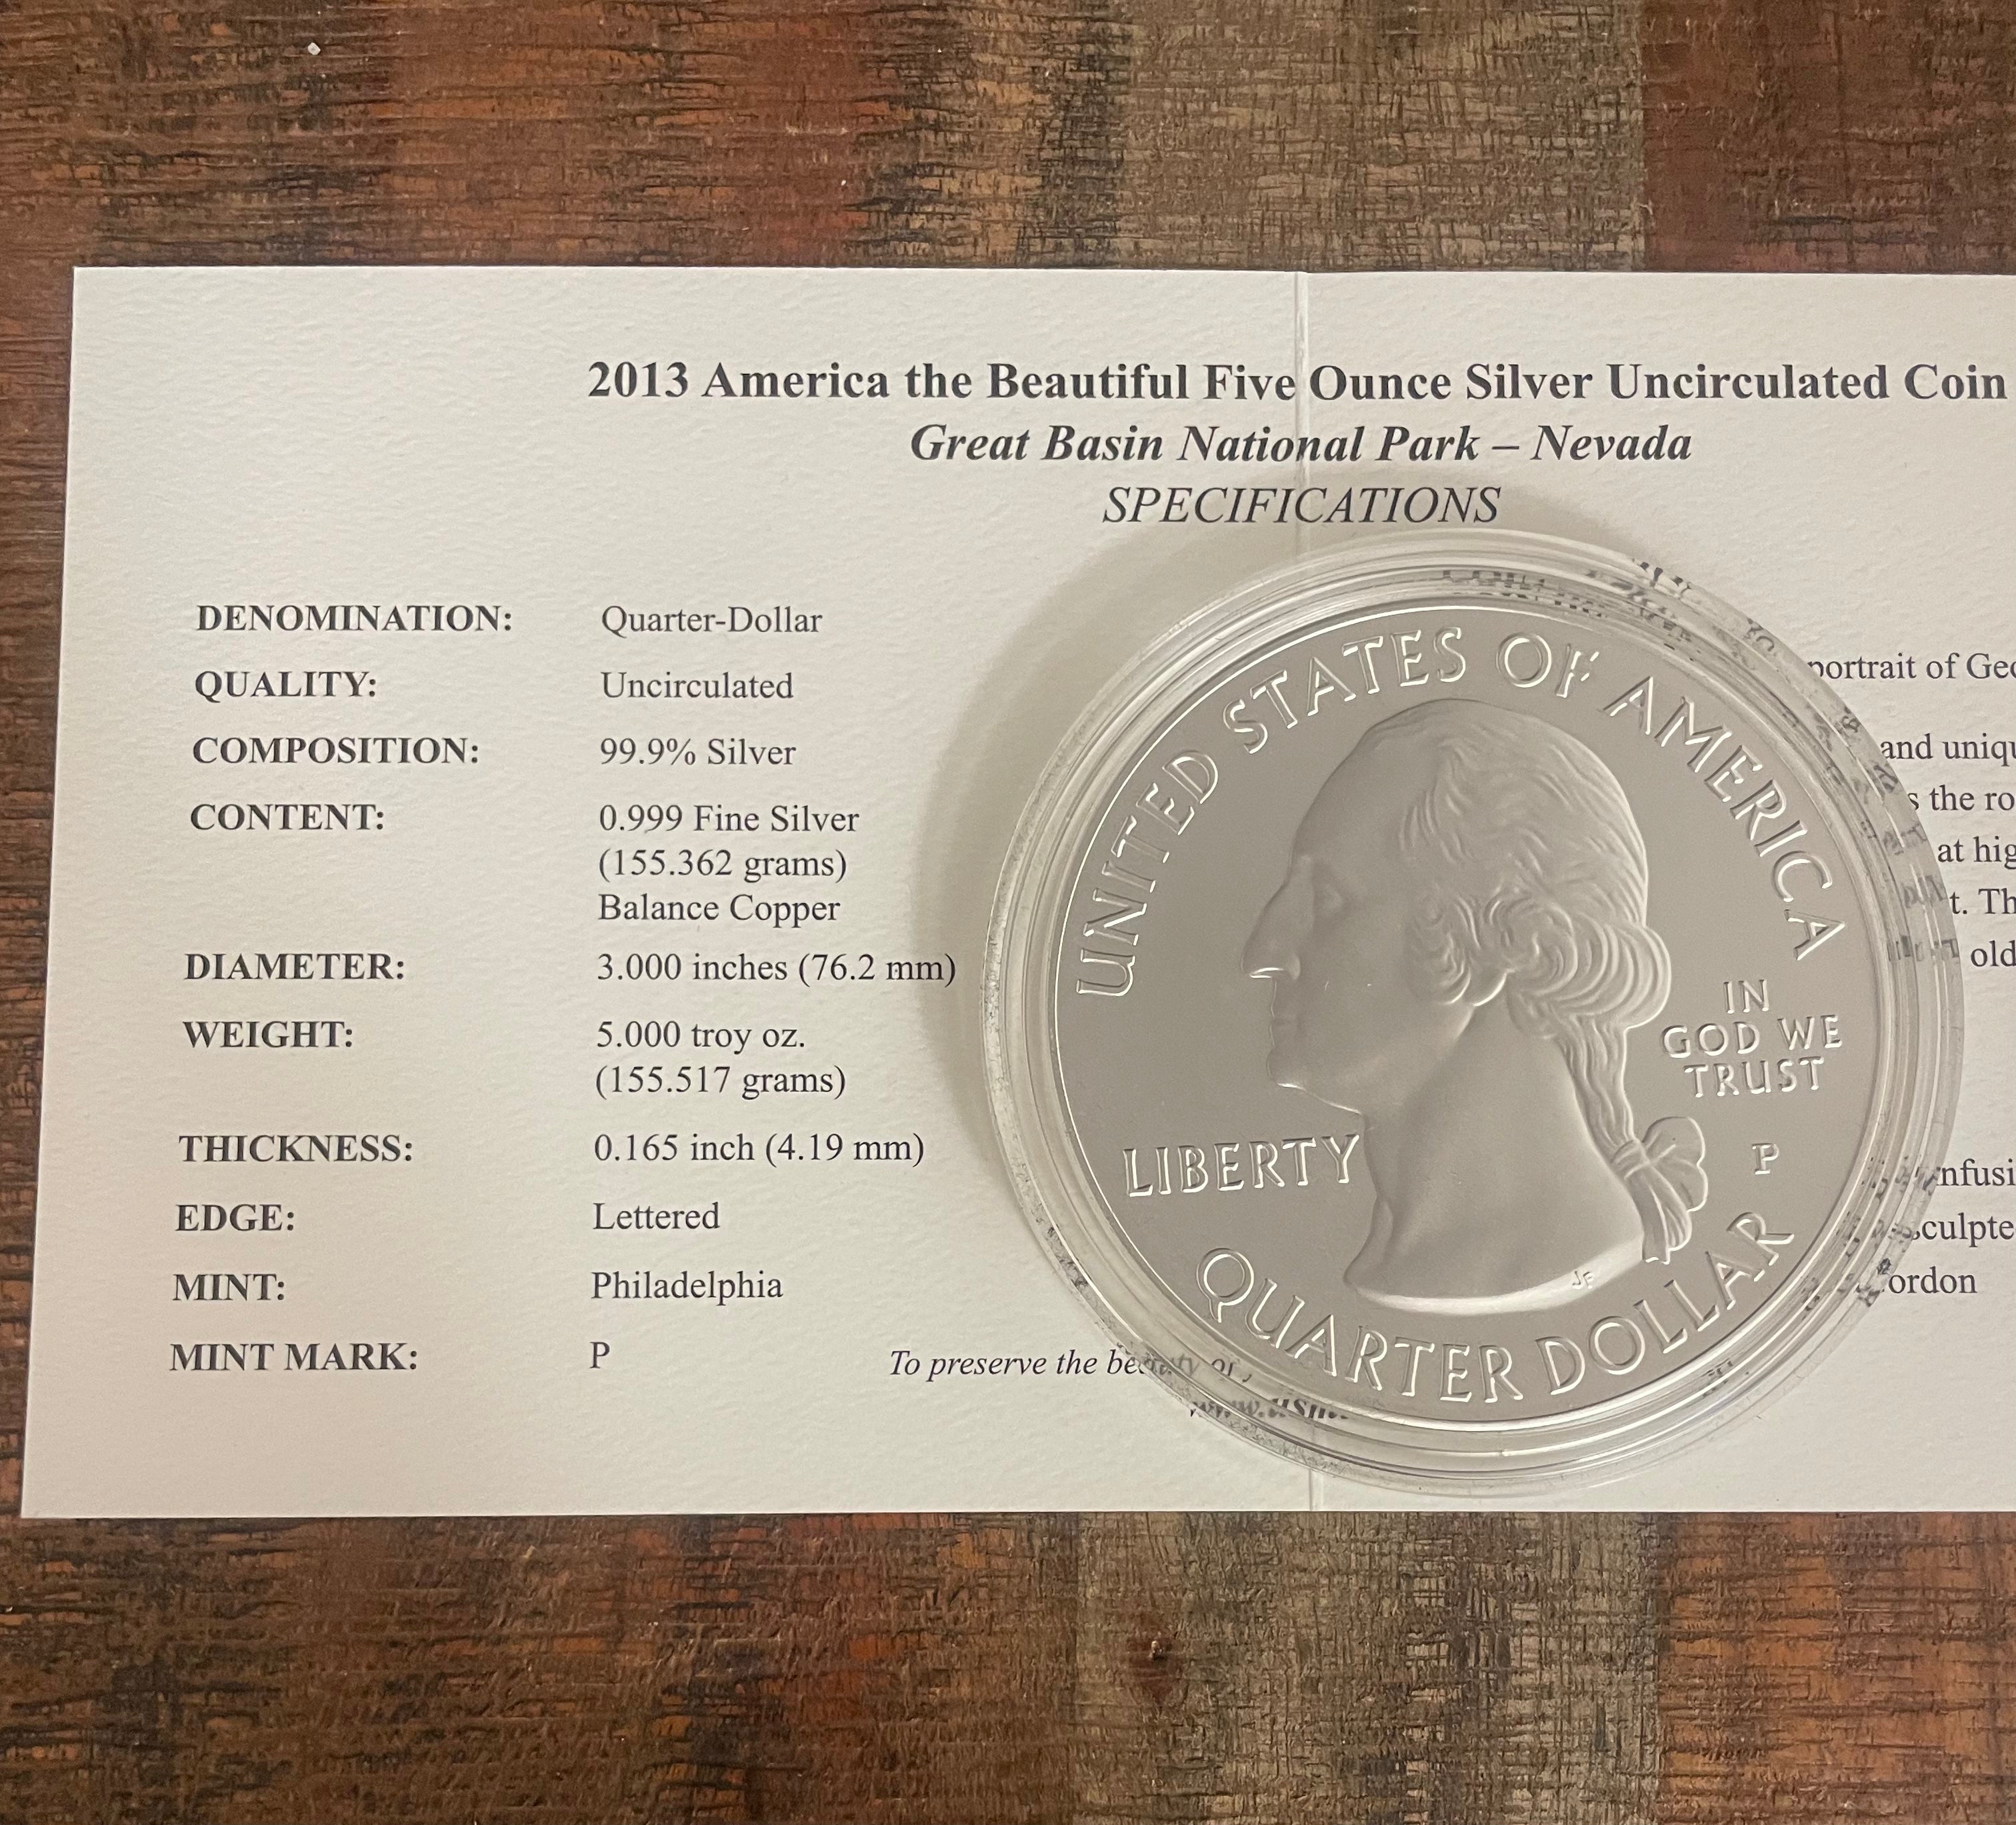 2013 America the Beautiful Five Ounce Silver Uncirculated Coin
Great Basin National Park – Nevada
SPECIFICATIONS
DENOMINATION: Quarter-Dollar
QUALITY: Uncirculated
COMPOSITION: 99.9% Silver
CONTENT: 0.999 Fine Silver
(155.362 grams)
Balance Copper
DIAMETER: 3.000 inches (76.2 mm)
WEIGHT: 5.000 troy oz.
(155.517 grams)
THICKNESS: 0.165 inch (4.19 mm)
EDGE: Lettered
MINT: Philadelphia
MINT MARK: P
To preserve the beauty of
UNITED STATES OF AMERICA
IN
GOD WE
TRUST
LIBERTY
P
JF
QUARTER DOLLAR
portrait of
and
the
at
old